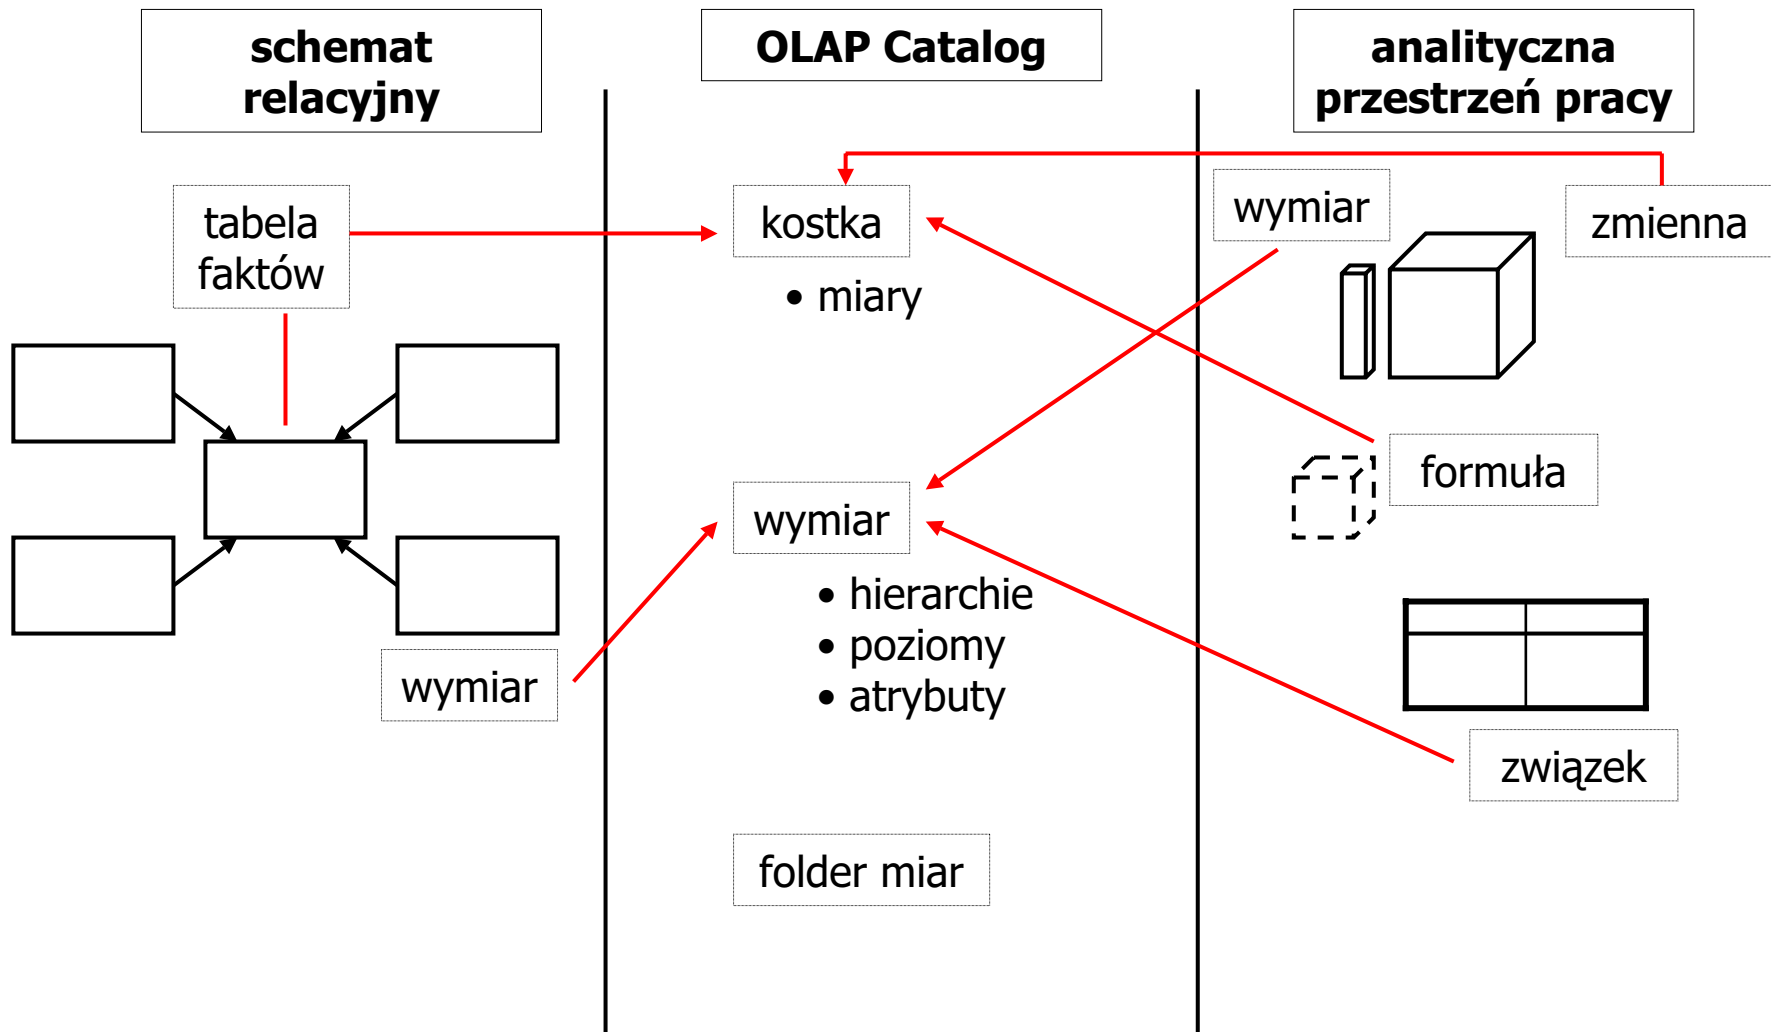 schemat
relacyjny
OLAP Catalog
analityczna
przestrzeń pracy
tabela
faktów
kostka
• miary
wymiar
zmienna
formuła
wymiar
• hierarchie
• poziomy
• atrybuty
wymiar
związek
folder miar